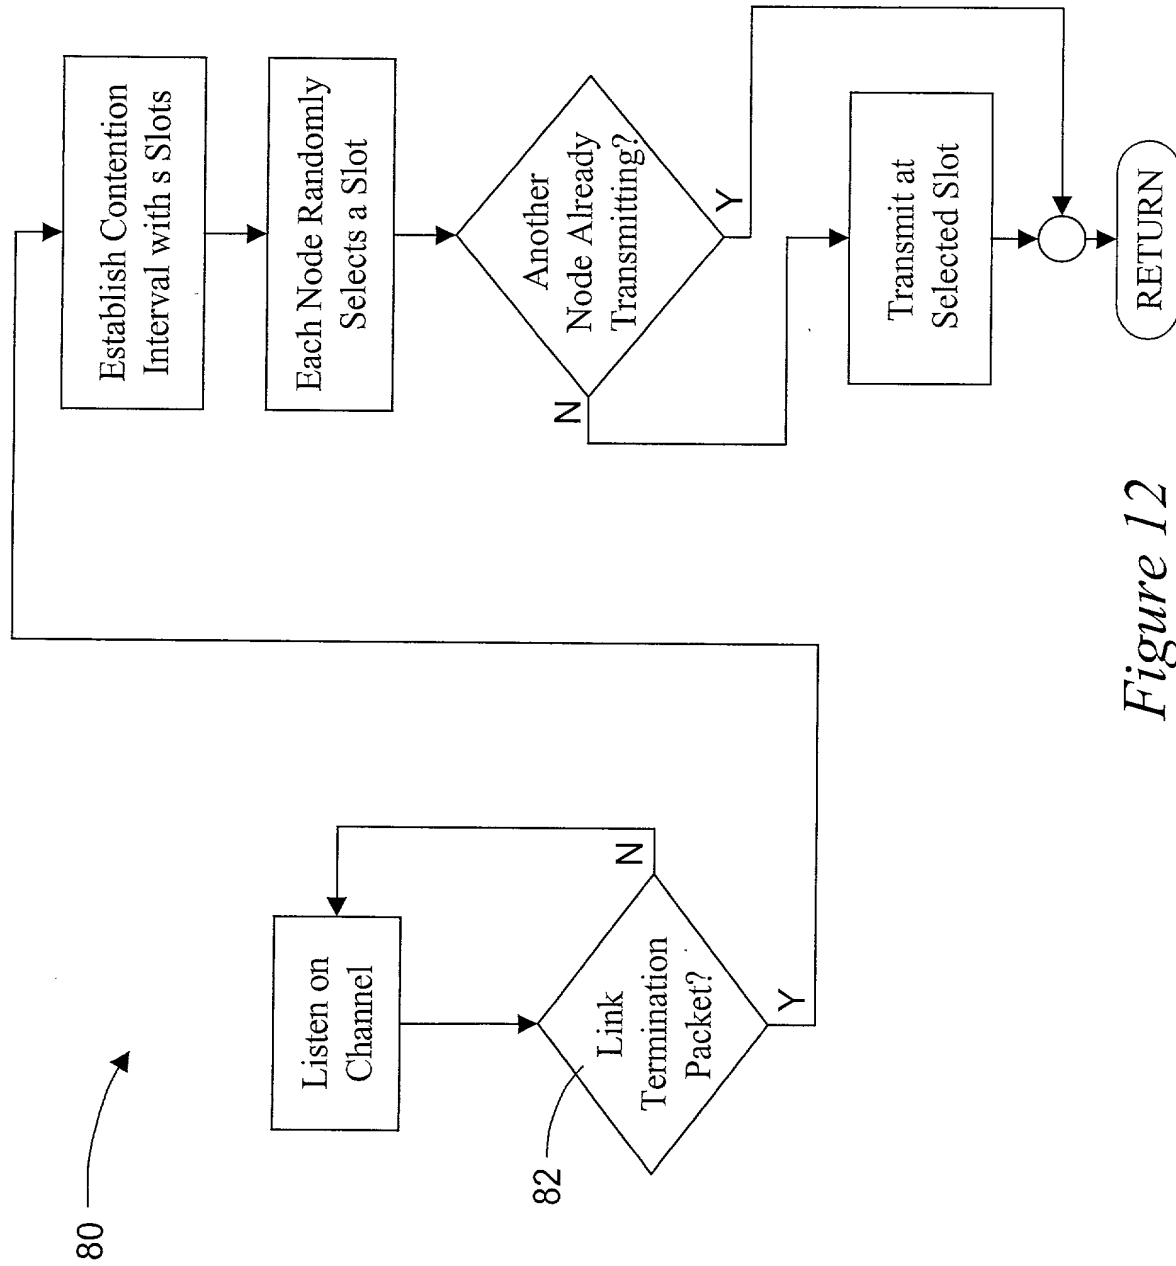 80
Listen on
Channel
82
Link
Termination
Packet?
N
Y
Establish Contention
Interval with s Slots
Each Node Randomly
Selects a Slot
Another
Node Already
Transmitting?
N
Y
Transmit at
Selected Slot
RETURN
Figure 12